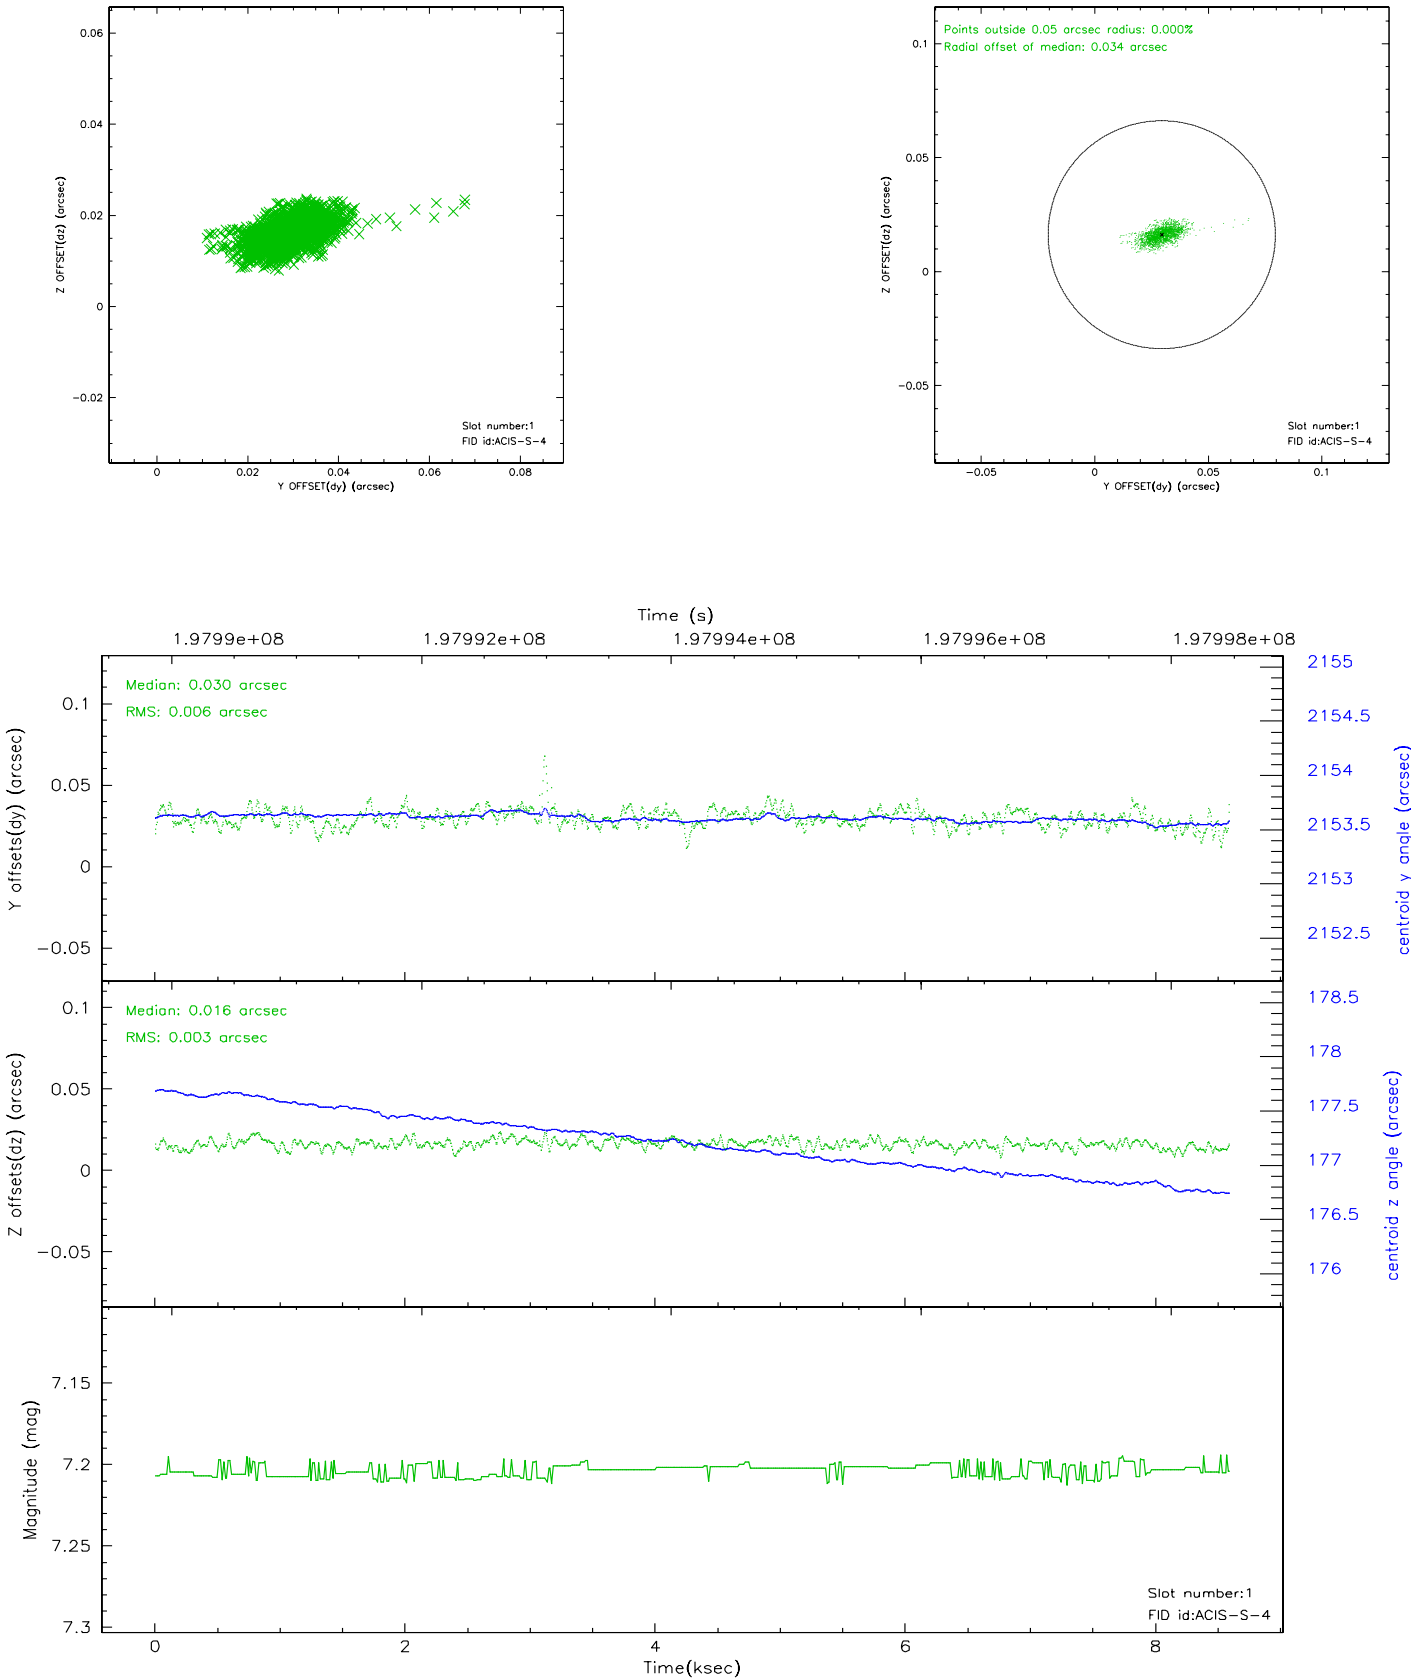 0.06
0.04
0.02
0
−0.02
Z OFFSET(dz) (arcsec)
Slot number:1
FID id:ACIS−S−4
0 0.02 0.04 0.06 0.08
Y OFFSET(dy) (arcsec)
Points outside 0.05 arcsec radius: 0.000%
Radial offset of median: 0.034 arcsec
0.1
0.05
0
−0.05
Z OFFSET(dz) (arcsec)
Slot number:1
FID id:ACIS−S−4
−0.05 0 0.05 0.1
Y OFFSET(dy) (arcsec)
Time (s)
1.9799e+08 1.97992e+08 1.97994e+08 1.97996e+08 1.97998e+08
Median: 0.030 arcsec
RMS: 0.006 arcsec
0.1
0.05
0
−0.05
Y offsets(dy) (arcsec)
2155
2154.5
2154
2153.5
2153
2152.5
centroid y angle (arcsec)
Median: 0.016 arcsec
RMS: 0.003 arcsec
0.1
0.05
0
−0.05
Z offsets(dz) (arcsec)
178.5
178
177.5
177
176.5
176
centroid z angle (arcsec)
7.15
7.2
7.25
7.3
Magnitude (mag)
Slot number:1
FID id:ACIS−S−4
0 2 4 6 8
Time(ksec)